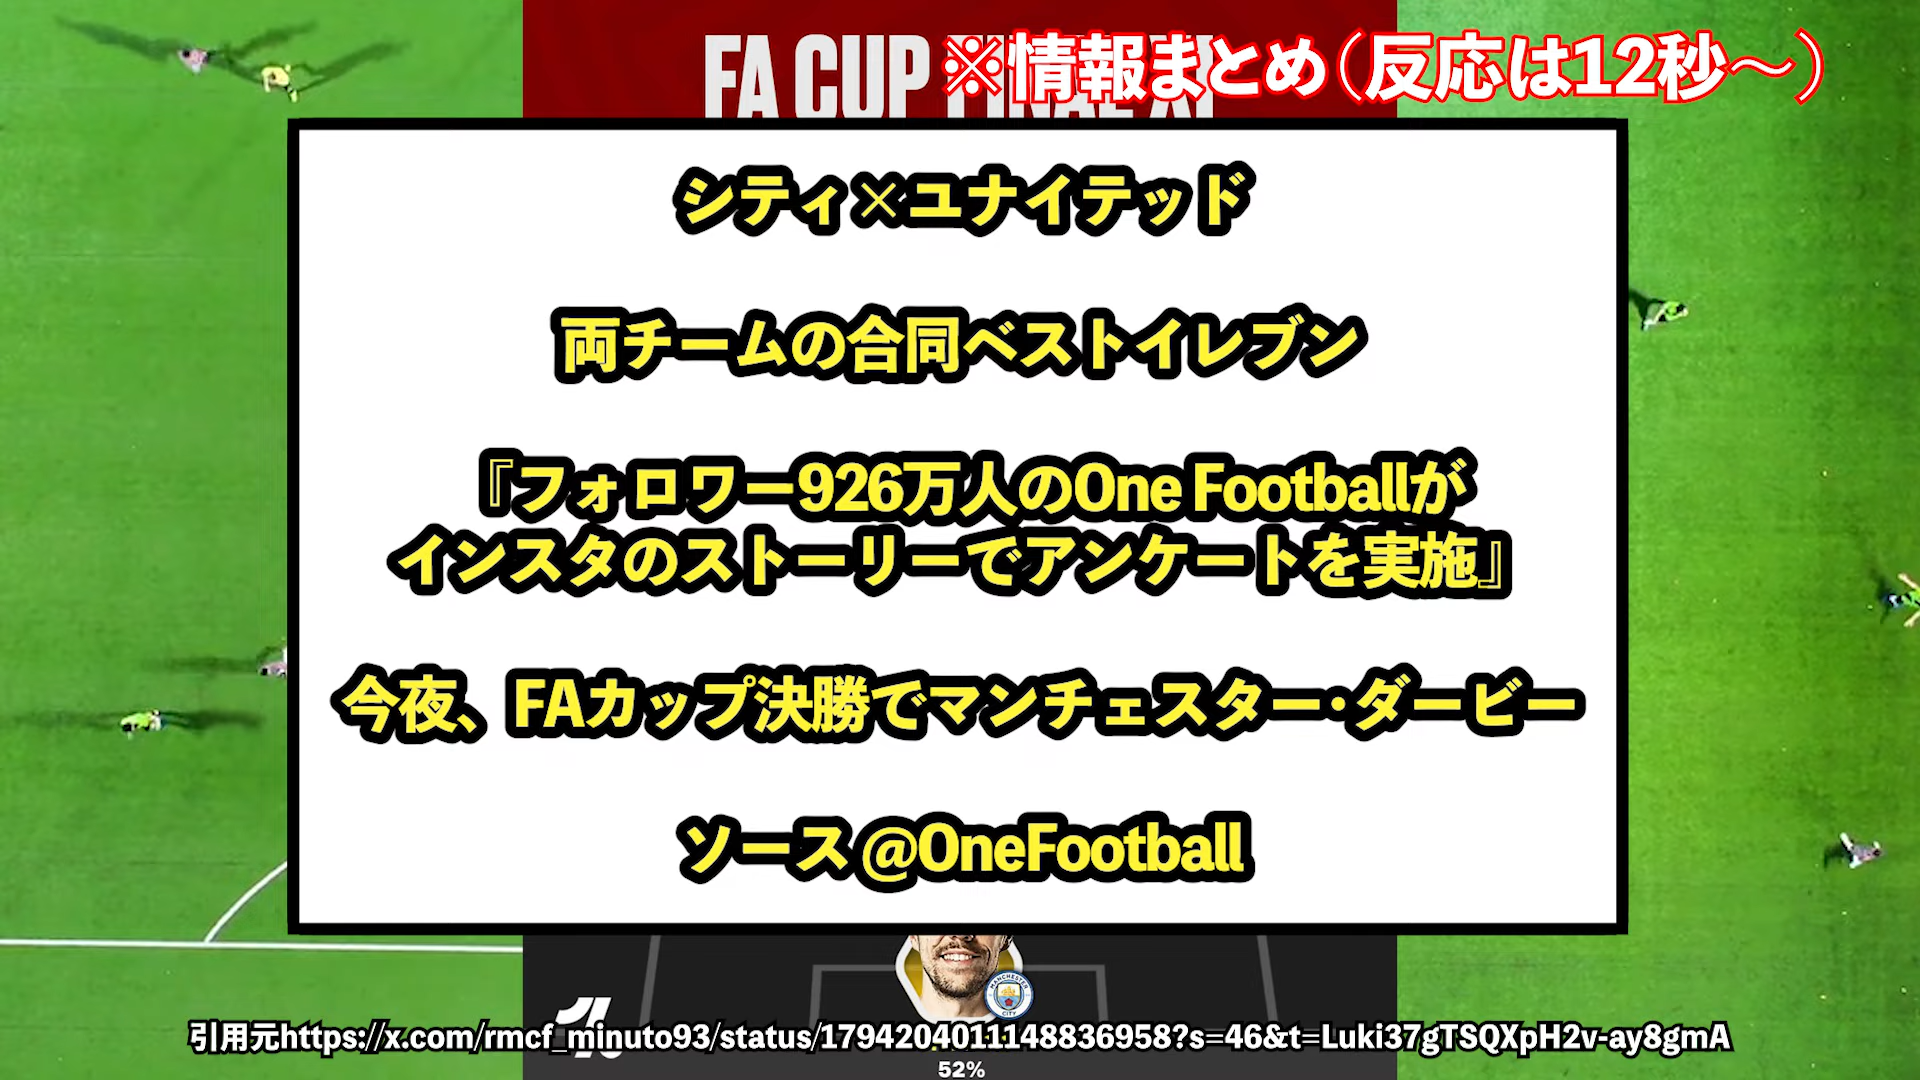 FA CUP FINAL XI
※情報まとめ（反応は12秒～）
シティ×ユナイテッド
両チームの合同ベストイレブン
『フォロワー926万人のOne Footballが
インスタのストーリーでアンケートを実施』
今夜、FAカップ決勝でマンチェスター・ダービー
ソース@OneFootball
MANCHESTER
CITY
引用元https://x.com/rmcf_minuto93/status/1794204011148836958?s=46&t=Luki37gTSQXpH2v-ay8gmA
52%